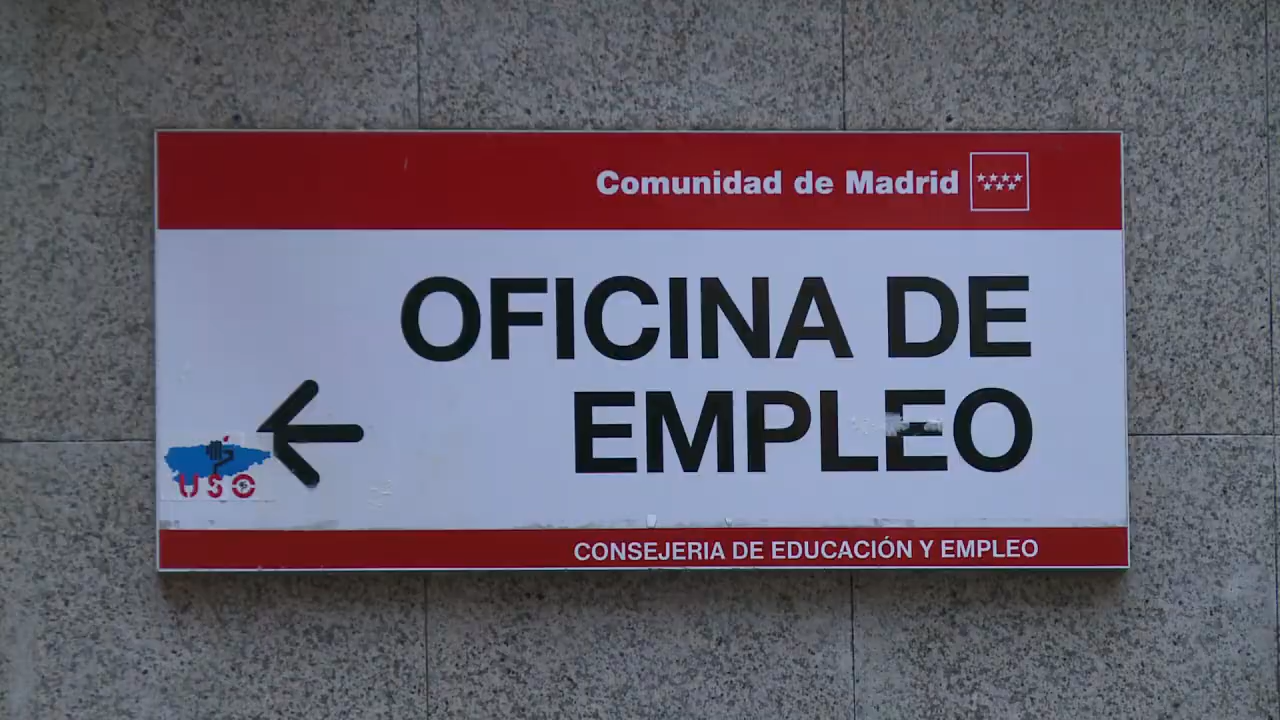 Comunidad de Madrid
OFICINA DE
EMPLEO
USO
CONSEJERIA DE EDUCACIÓN Y EMPLEO